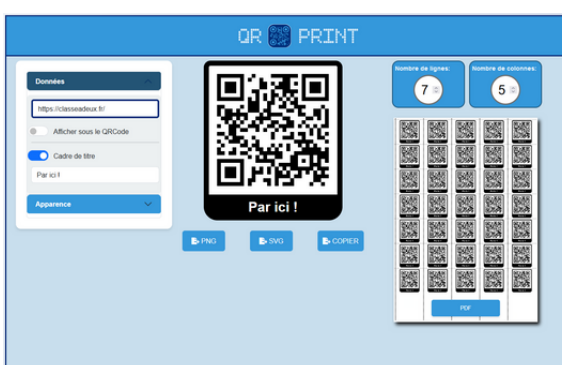 QR PRINT
Données
https://classeadeux.fr/
Afficher sous le QRCode
Cadre de titre
Par ici !
Apparence
Par ici !
PNG
SVG
COPIER
Nombre de lignes:
7
Nombre de colonnes:
5
PDF